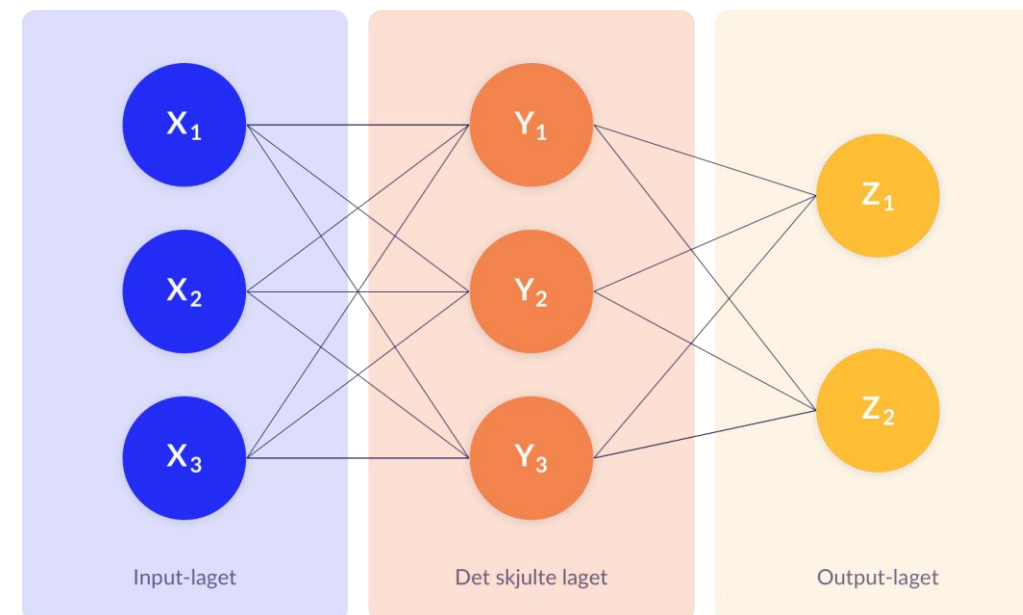 X₁
Y₁
Z₁
X₂
Y₂
Z₂
X₃
Y₃
Input-laget
Det skjulte laget
Output-laget